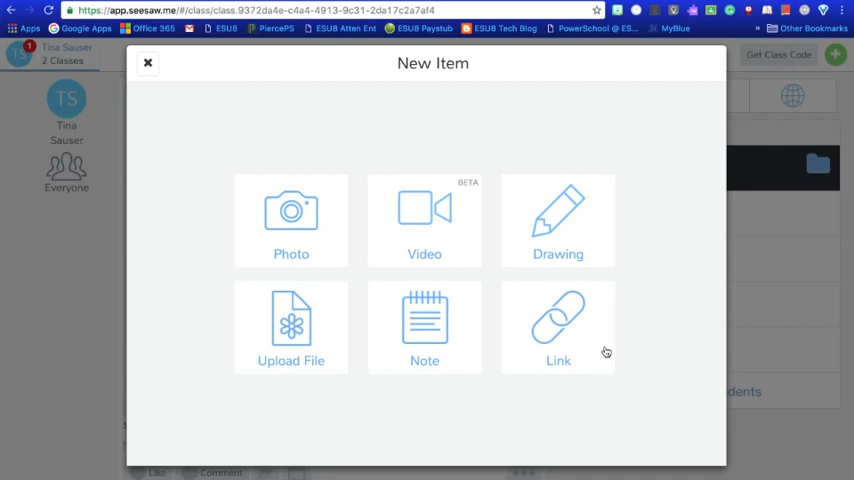 https://app.seesaw.me/#/class/class.9372da4e-c4a4-4913-9c31-2da17c2a7af4
Apps Google Apps Office 365 ESU8 PiercePS ESU8 Atten Ent ESU8 Paystub ESU8 Tech Blog PowerSchool @ ES... MyBlue » Other Bookmarks
TS 1 Tina Sauser
2 Classes
New Item
Get Class Code
TS
Tina
Sauser
Everyone
BETA
Photo Video Drawing
Upload File Note Link
dents
Like Comment